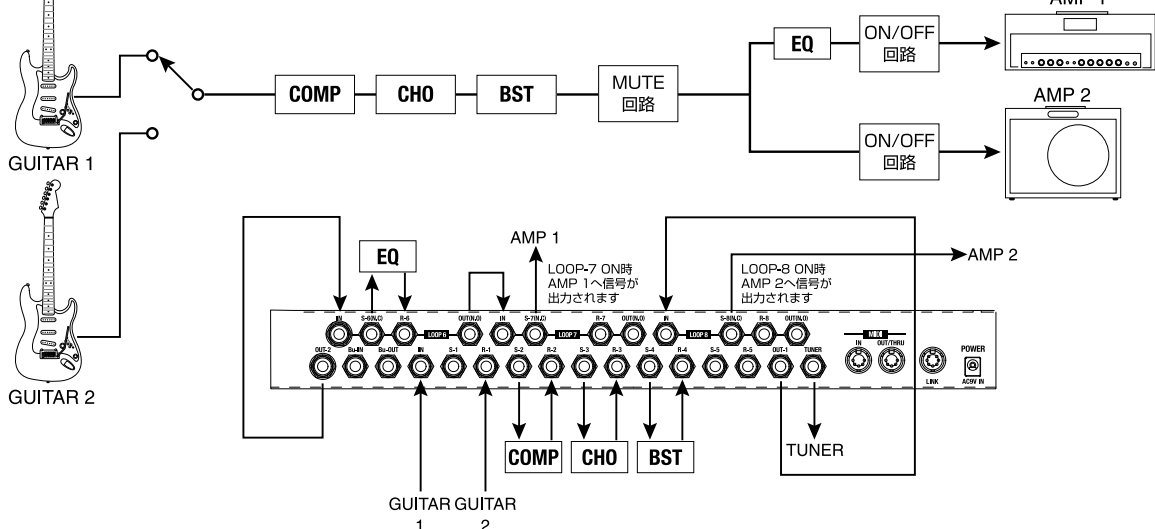 AMP 1
EQ
ON/OFF
回路
COMP
CHO
BST
MUTE
回路
AMP 2
ON/OFF
回路
GUITAR 1
GUITAR 2
EQ
AMP 1
LOOP-7 ON時
AMP 1へ信号が
出力されます
LOOP-8 ON時
AMP 2へ信号が
出力されます
AMP 2
IN S-6(N.C) R-6 LOOP 6 OUT(N.O) IN S-7(N.C) LOOP 7 R-7 OUT(N.O) IN LOOP 8 S-8(N.C) R-8 OUT(N.O)
MIDI
IN OUT/THRU
LINK
POWER
AC9V IN
OUT-2 Bu-IN Bu-OUT IN S-1 R-1 S-2 R-2 S-3 R-3 S-4 R-4 S-5 R-5 OUT-1 TUNER
COMP
CHO
BST
TUNER
GUITAR
1
GUITAR
2